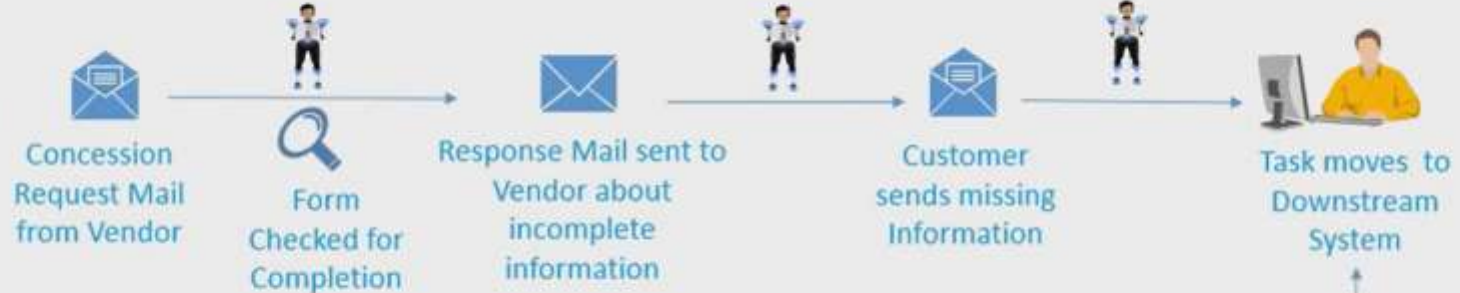 Concession
Request Mail
from Vendor
Form
Checked for
Completion
Response Mail sent to
Vendor about
incomplete
information
Customer
sends missing
Information
Task moves to
Downstream
System